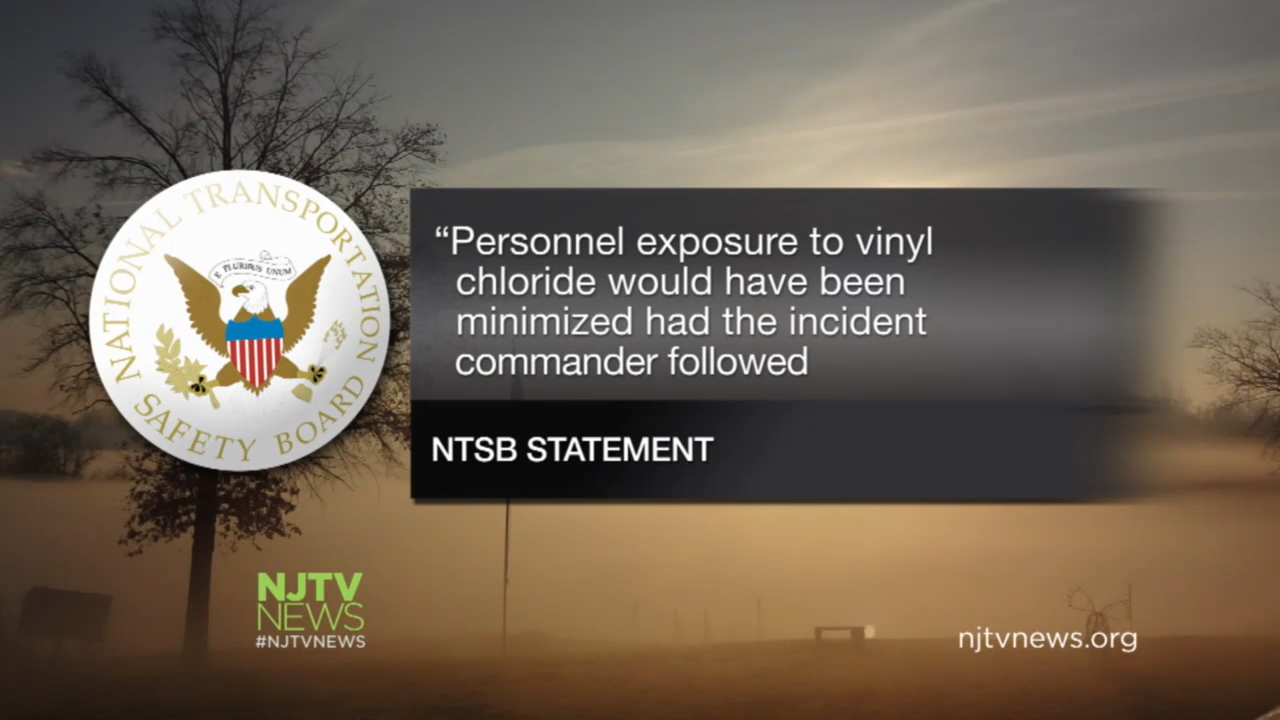 NATIONAL TRANSPORTATION
SAFETY BOARD
E PLURIBUS UNUM
“Personnel exposure to vinyl
chloride would have been
minimized had the incident
commander followed
NTSB STATEMENT
NJTV
NEWS
#NJTVNEWS
njtvnews.org